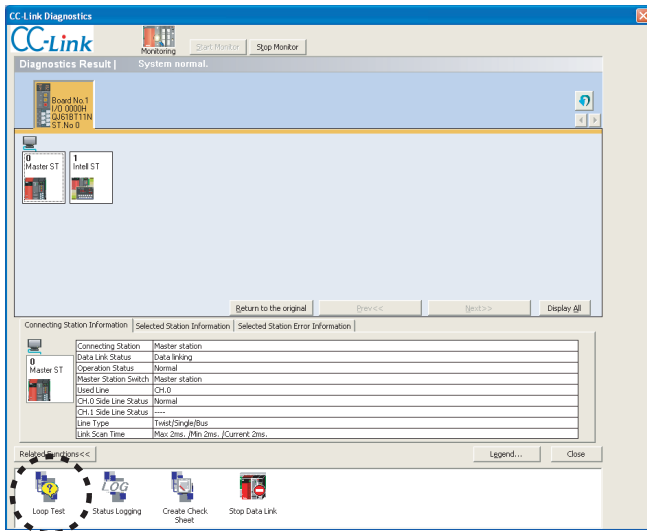 CC-Link Diagnostics
CC-Link
Monitoring
Start Monitor
Stop Monitor
Diagnostics Result | System normal.
Board No.1
I/O 0000H
QJ61BT11N
ST.No 0
0
Master ST
1
Intell ST
Return to the original
Prev<<
Next>>
Display All
Connecting Station Information
Selected Station Information
Selected Station Error Information
0
Master ST
Connecting Station Master station
Data Link Status Data linking
Operation Status Normal
Master Station Switch Master station
Used Line CH.0
CH.0 Side Line Status Normal
CH.1 Side Line Status ----
Line Type Twist/Single/Bus
Link Scan Time Max 2ms. /Min 2ms. /Current 2ms.
Related Functions<<
Legend...
Close
LOG
Loop Test
Status Logging
Create Check
Sheet
Stop Data Link